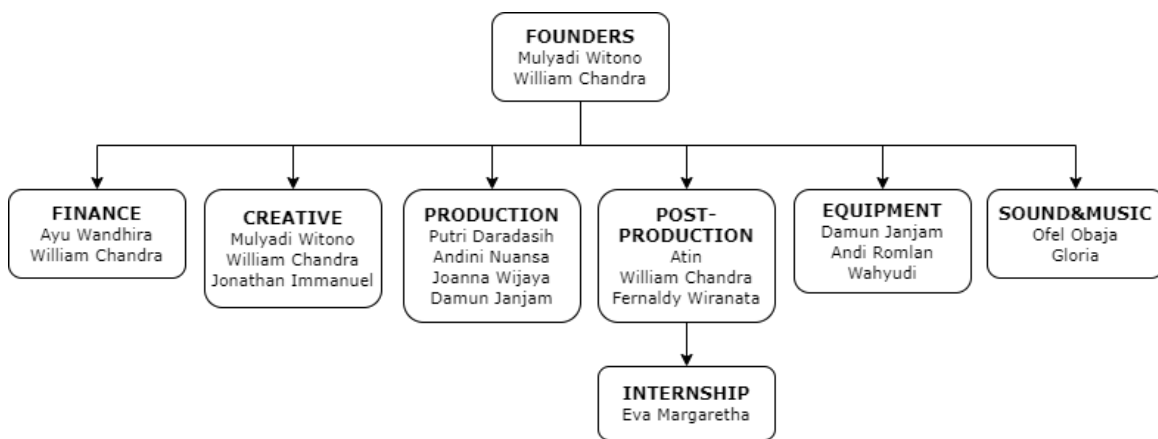 FOUNDERS
Mulyadi Witono
William Chandra
FINANCE
Ayu Wandhira
William Chandra
CREATIVE
Mulyadi Witono
William Chandra
Jonathan Immanuel
PRODUCTION
Putri Daradasih
Andini Nuansa
Joanna Wijaya
Damun Janjam
POST-
PRODUCTION
Atin
William Chandra
Fernaldy Wiranata
EQUIPMENT
Damun Janjam
Andi Romlan
Wahyudi
SOUND&MUSIC
Ofel Obaja
Gloria
INTERNSHIP
Eva Margaretha